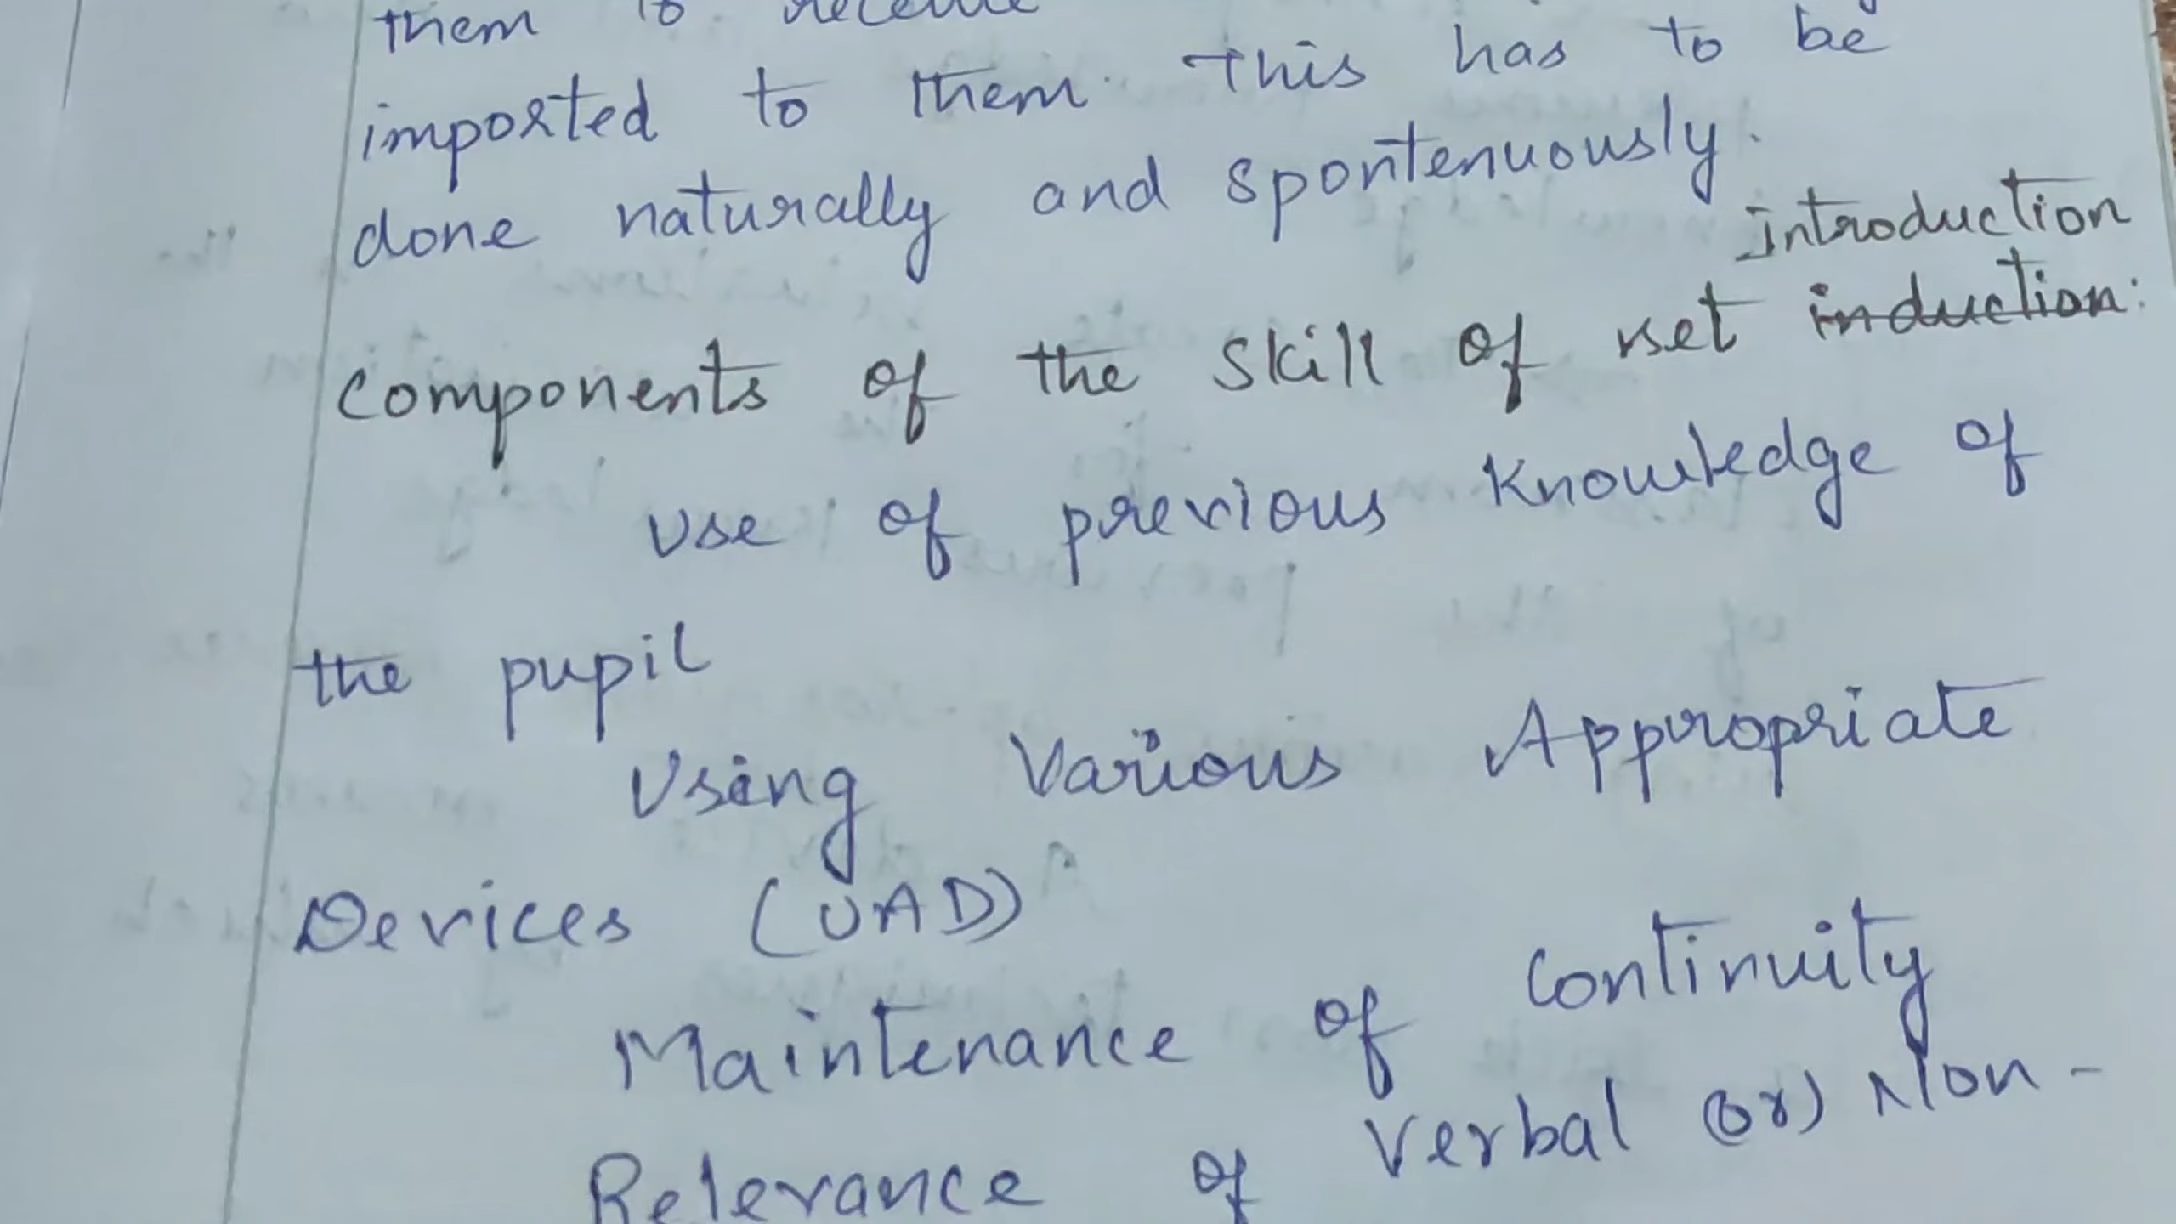 them to receive
imported to them. This has to be
done naturally and spontenuously.
introduction
components of the skill of set induction:
Use of previous Knowledge of
the pupil
Using Various Appropriate
Devices (UAD)
Maintenance of Continuity
Relevance of Verbal (or) Non-